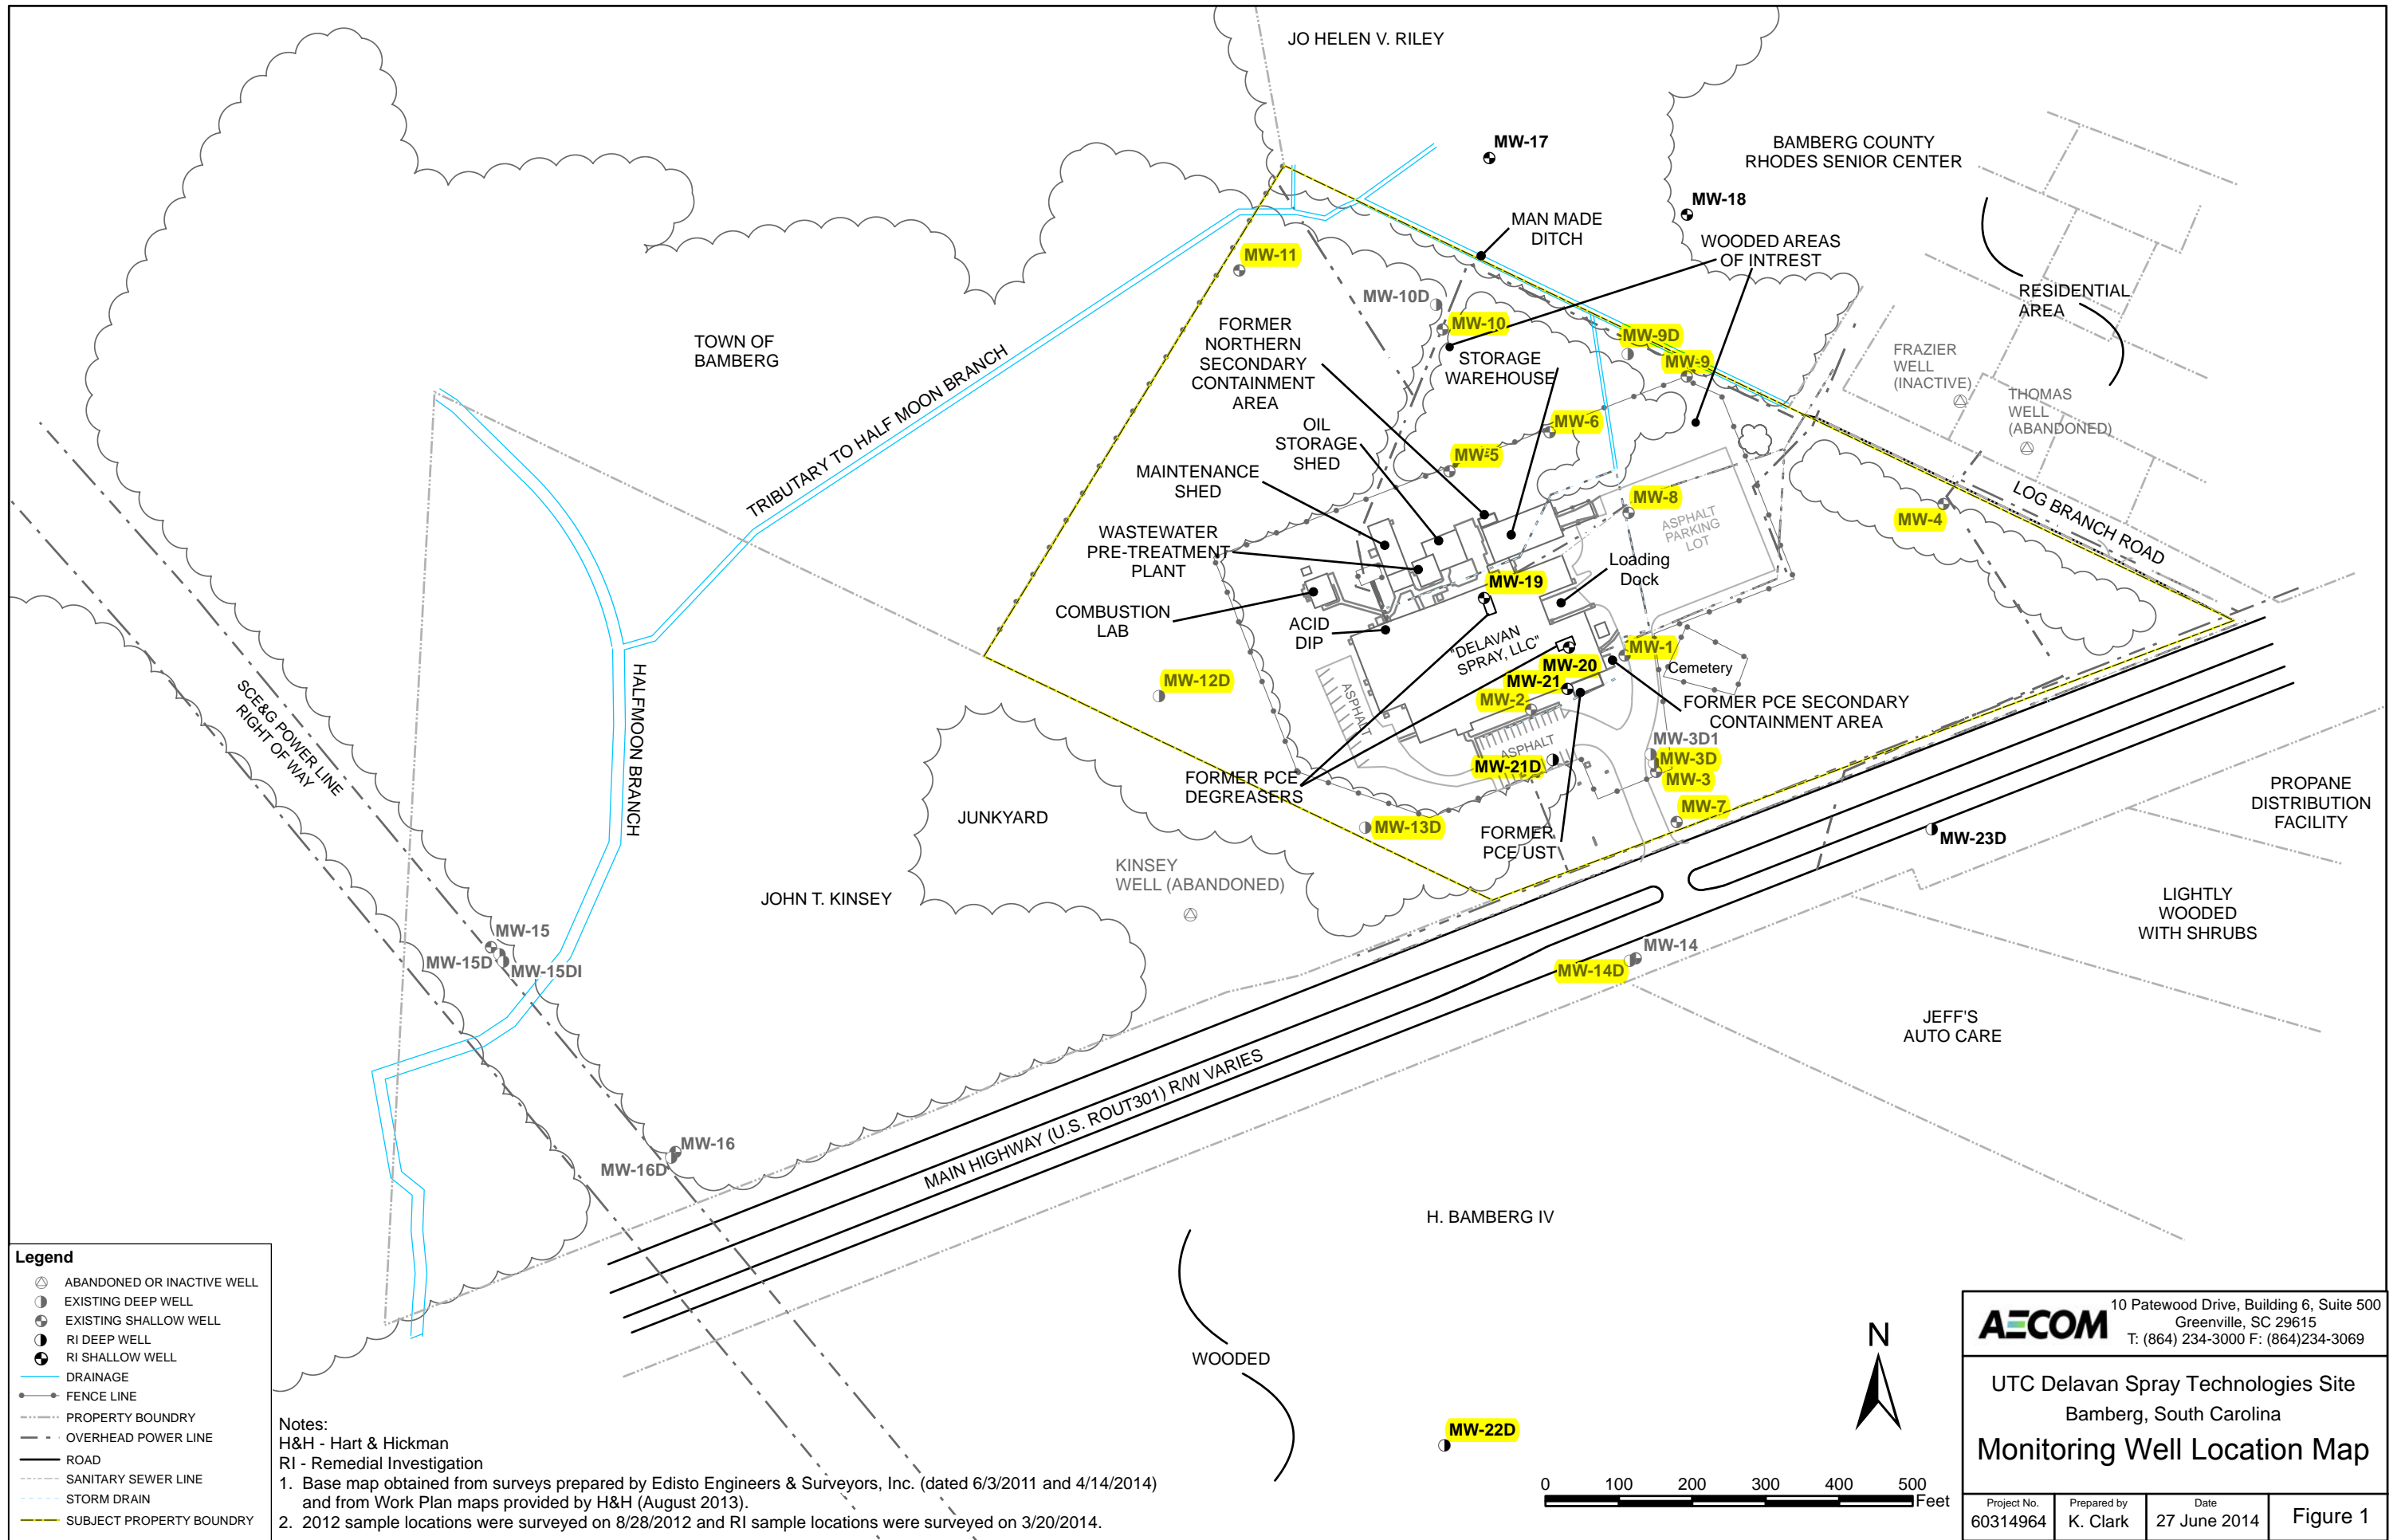 JO HELEN V. RILEY
MW-17
BAMBERG COUNTY
RHODES SENIOR CENTER
MW-18
MAN MADE
DITCH
WOODED AREAS
OF INTREST
MW-11
RESIDENTIAL
AREA
MW-10D
MW-10
FORMER
NORTHERN
SECONDARY
CONTAINMENT
AREA
STORAGE
WAREHOUSE
MW-9D
MW-9
TOWN OF
BAMBERG
FRAZIER
WELL
(INACTIVE)
THOMAS
WELL
(ABANDONED)
TRIBUTARY TO HALF MOON BRANCH
OIL
STORAGE
SHED
MW-6
MW-5
MAINTENANCE
SHED
MW-8
ASPHALT
PARKING
LOT
MW-4
LOG BRANCH ROAD
WASTEWATER
PRE-TREATMENT
PLANT
Loading
Dock
MW-19
COMBUSTION
LAB
ACID
DIP
"DELAVAN
SPRAY, LLC"
MW-1
MW-20
Cemetery
MW-12D
MW-21
MW-2
FORMER PCE SECONDARY
CONTAINMENT AREA
ASPHALT
ASPHALT
MW-3D1
MW-3D
MW-3
MW-21D
SCE&G POWER LINE
RIGHT OF WAY
HALFMOON BRANCH
FORMER PCE
DEGREASERS
MW-7
PROPANE
DISTRIBUTION
FACILITY
JUNKYARD
MW-13D
FORMER
PCE UST
MW-23D
KINSEY
WELL (ABANDONED)
JOHN T. KINSEY
LIGHTLY
WOODED
WITH SHRUBS
MW-15
MW-15D
MW-15DI
MW-14
MW-14D
JEFF'S
AUTO CARE
MAIN HIGHWAY (U.S. ROUT301) R/W VARIES
MW-16
MW-16D
H. BAMBERG IV
WOODED
MW-22D
N
0 100 200 300 400 500
Feet
Legend
ABANDONED OR INACTIVE WELL
EXISTING DEEP WELL
EXISTING SHALLOW WELL
RI DEEP WELL
RI SHALLOW WELL
DRAINAGE
FENCE LINE
PROPERTY BOUNDRY
OVERHEAD POWER LINE
ROAD
SANITARY SEWER LINE
STORM DRAIN
SUBJECT PROPERTY BOUNDRY
Notes:
H&H - Hart & Hickman
RI - Remedial Investigation
1. Base map obtained from surveys prepared by Edisto Engineers & Surveyors, Inc. (dated 6/3/2011 and 4/14/2014)
and from Work Plan maps provided by H&H (August 2013).
2. 2012 sample locations were surveyed on 8/28/2012 and RI sample locations were surveyed on 3/20/2014.
AECOM
10 Patewood Drive, Building 6, Suite 500
Greenville, SC 29615
T: (864) 234-3000 F: (864)234-3069
UTC Delavan Spray Technologies Site
Bamberg, South Carolina
Monitoring Well Location Map
Project No.
60314964
Prepared by
K. Clark
Date
27 June 2014
Figure 1